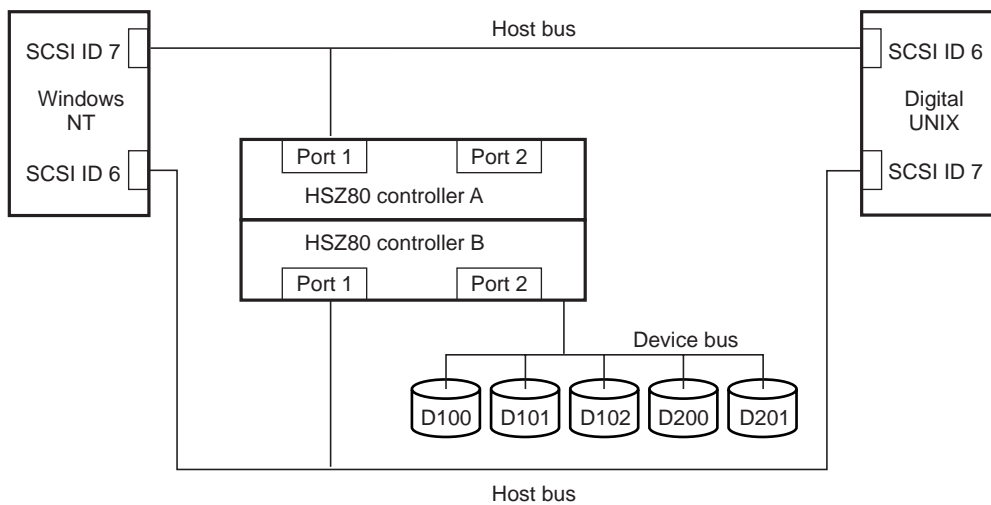 Host bus
SCSI ID 7
Windows
NT
SCSI ID 6
SCSI ID 6
Digital
UNIX
SCSI ID 7
Port 1
Port 2
HSZ80 controller A
HSZ80 controller B
Port 1
Port 2
Device bus
D100
D101
D102
D200
D201
Host bus